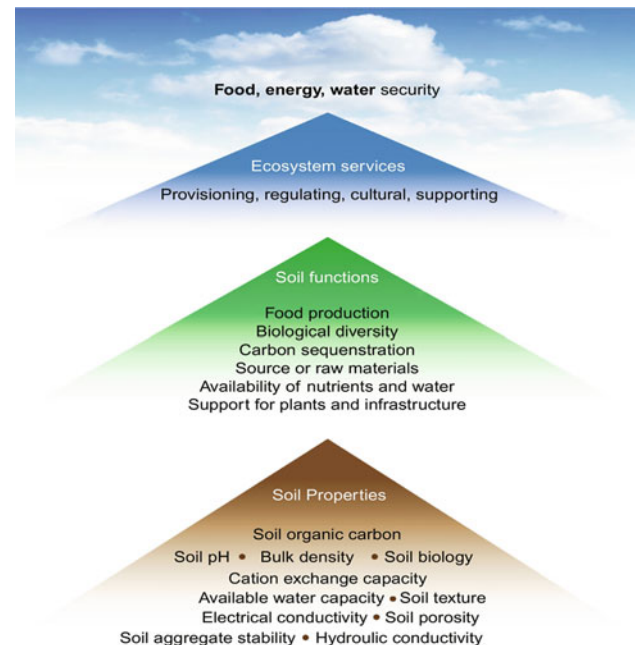 Food, energy, water security
Ecosystem services
Provisioning, regulating, cultural, supporting
Soil functions
Food production
Biological diversity
Carbon sequenstration
Source or raw materials
Availability of nutrients and water
Support for plants and infrastructure
Soil Properties
Soil organic carbon
Soil pH • Bulk density • Soil biology
Cation exchange capacity
Available water capacity • Soil texture
Electrical conductivity • Soil porosity
Soil aggregate stability • Hydroulic conductivity